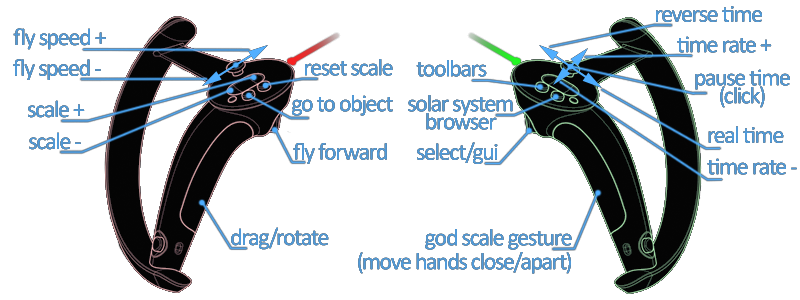 fly speed +
fly speed -
scale +
scale -
reset scale
go to object
fly forward
drag/rotate
toolbars
solar system
browser
select/gui
god scale gesture
(move hands close/apart)
reverse time
time rate +
pause time
(click)
real time
time rate -